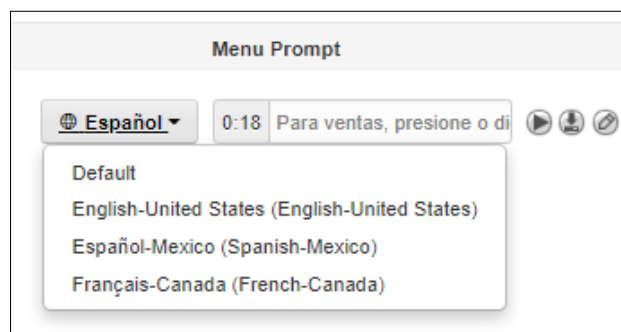 Menu Prompt
Español 0:18 Para ventas, presione o di
Default
English-United States (English-United States)
Español-Mexico (Spanish-Mexico)
Français-Canada (French-Canada)